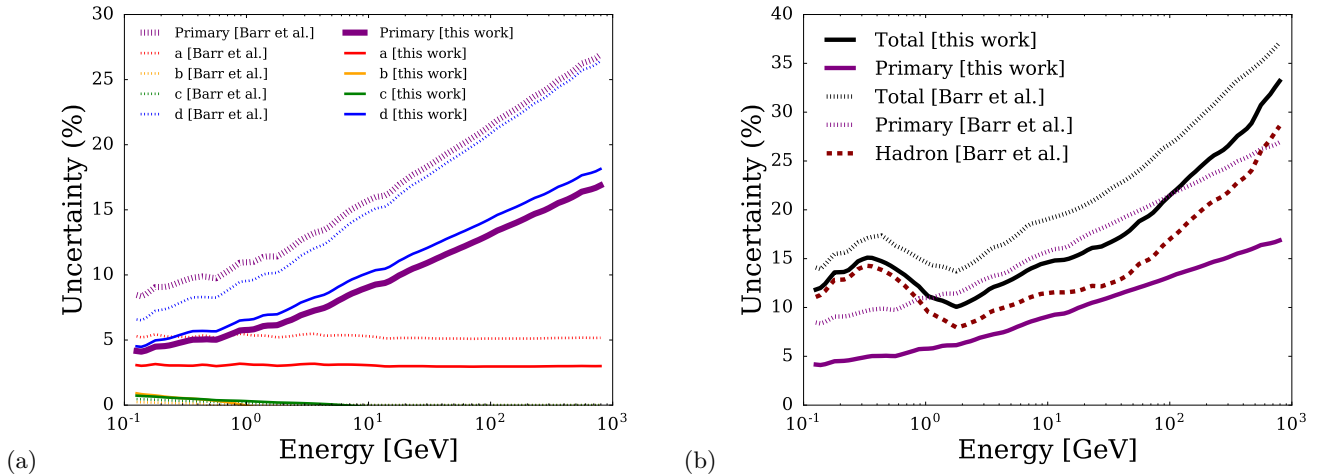 Primary [Barr et al.]
a [Barr et al.]
b [Barr et al.]
c [Barr et al.]
d [Barr et al.]
Primary [this work]
a [this work]
b [this work]
c [this work]
d [this work]
30
25
20
15
10
5
0
Uncertainty (%)
10^-1
10^0
10^1
10^2
10^3
Energy [GeV]
(a)
Total [this work]
Primary [this work]
Total [Barr et al.]
Primary [Barr et al.]
Hadron [Barr et al.]
40
35
30
25
20
15
10
5
0
Uncertainty (%)
10^-1
10^0
10^1
10^2
10^3
Energy [GeV]
(b)